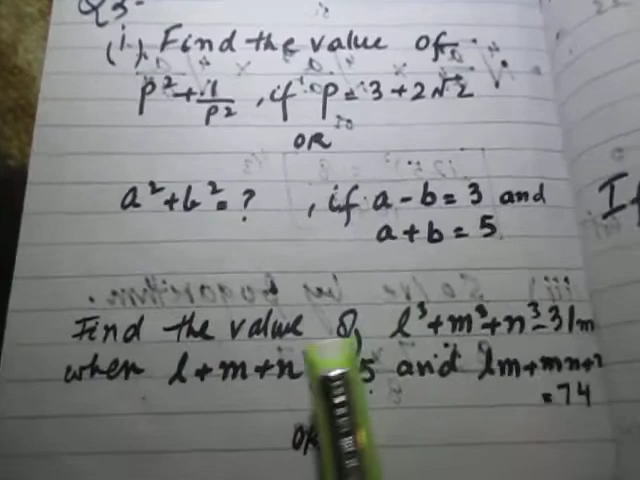 Q3-
(i). Find the value of
p² + 1/p² , if p = 3 + 2√2
OR
a² + b² = ? , if a - b = 3 and
a + b = 5
Find the value of l³ + m³ + n³ - 3lm
when l + m + n 5 and lm + mn + n
= 74
OR
If